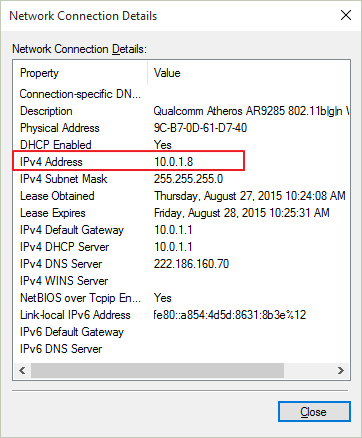 Network Connection Details
Network Connection Details:
Property Value
Connection-specific DN...
Description Qualcomm Atheros AR9285 802.11b|g|n W
Physical Address 9C-B7-0D-61-D7-40
DHCP Enabled Yes
IPv4 Address 10.0.1.8
IPv4 Subnet Mask 255.255.255.0
Lease Obtained Thursday, August 27, 2015 10:24:08 AM
Lease Expires Friday, August 28, 2015 10:25:31 AM
IPv4 Default Gateway 10.0.1.1
IPv4 DHCP Server 10.0.1.1
IPv4 DNS Server 222.186.160.70
IPv4 WINS Server
NetBIOS over Tcpip En... Yes
Link-local IPv6 Address fe80::a854:4d5d:8631:8b3e%12
IPv6 Default Gateway
IPv6 DNS Server
Close